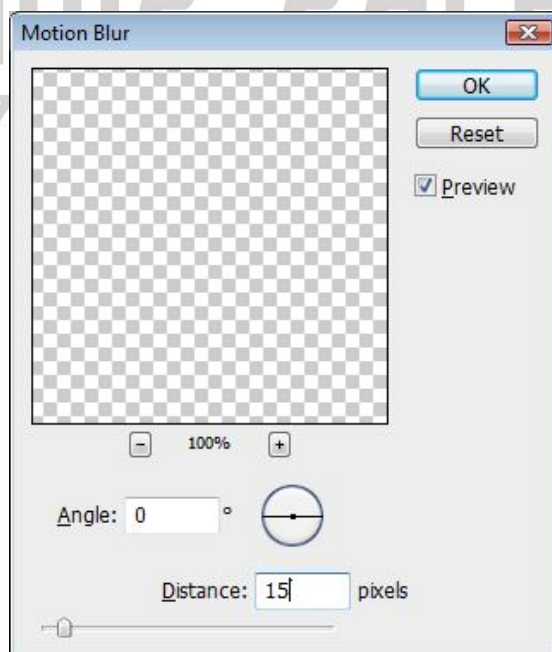 Motion Blur
OK
Reset
Preview
- 100% +
Angle: 0 °
Distance: 15 pixels